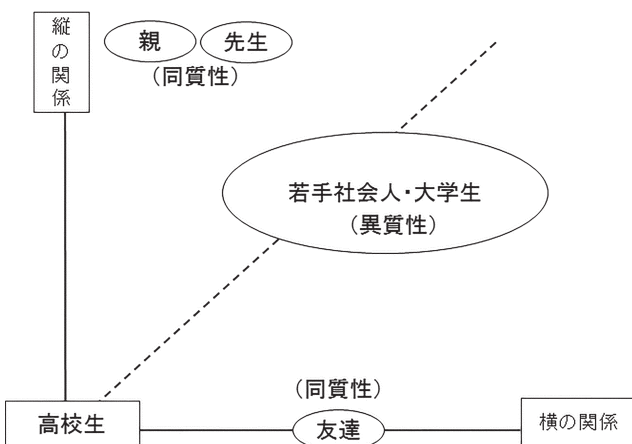 縦の関係
親
先生
（同質性）
若手社会人・大学生
（異質性）
（同質性）
高校生
友達
横の関係